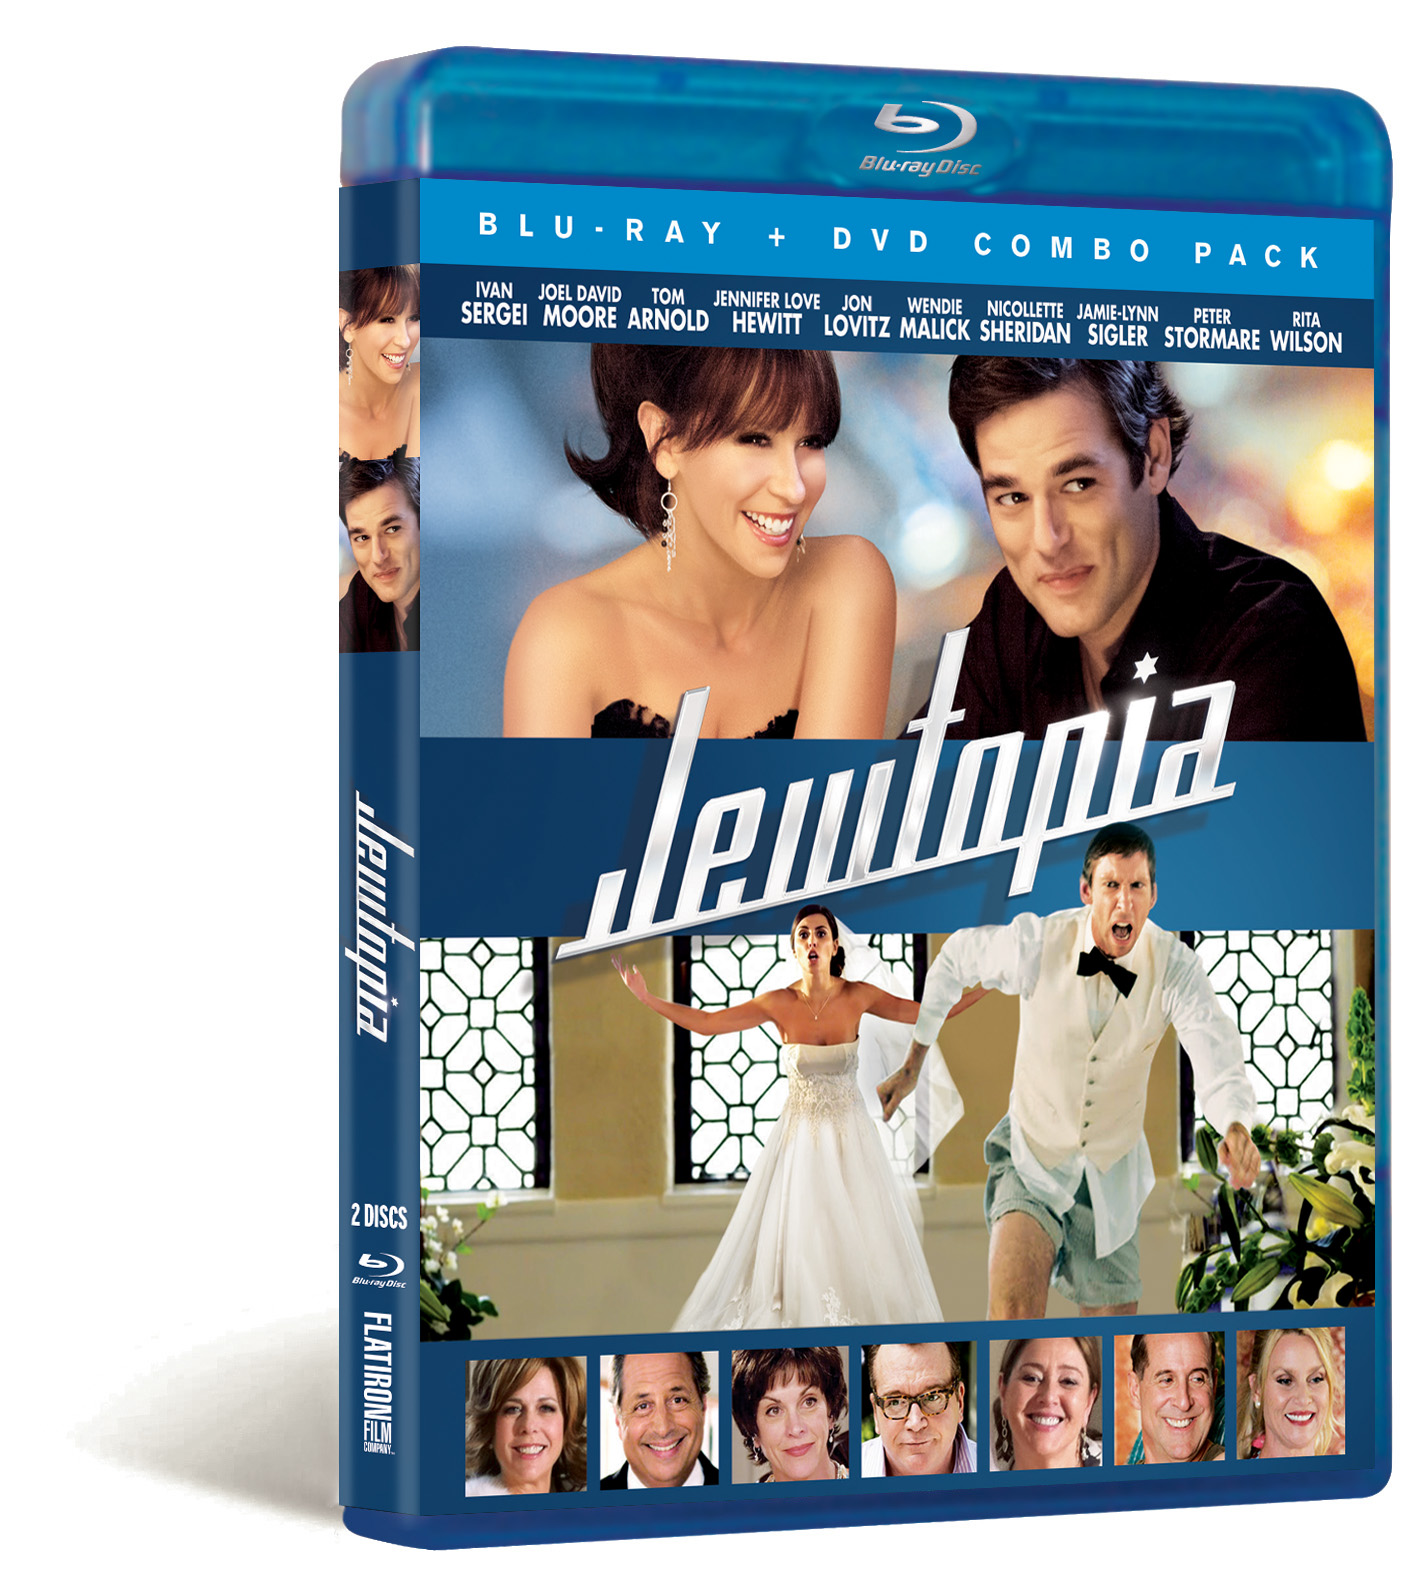 Blu-ray Disc
BLU-RAY + DVD COMBO PACK
IVAN SERGEI
JOEL DAVID MOORE
TOM ARNOLD
JENNIFER LOVE HEWITT
JON LOVITZ
WENDIE MALICK
NICOLLETTE SHERIDAN
JAMIE-LYNN SIGLER
PETER STORMARE
RITA WILSON
Jewtopia
Jewtopia
2 DISCS
Blu-ray Disc
FLATIRON
FILM
COMPANY